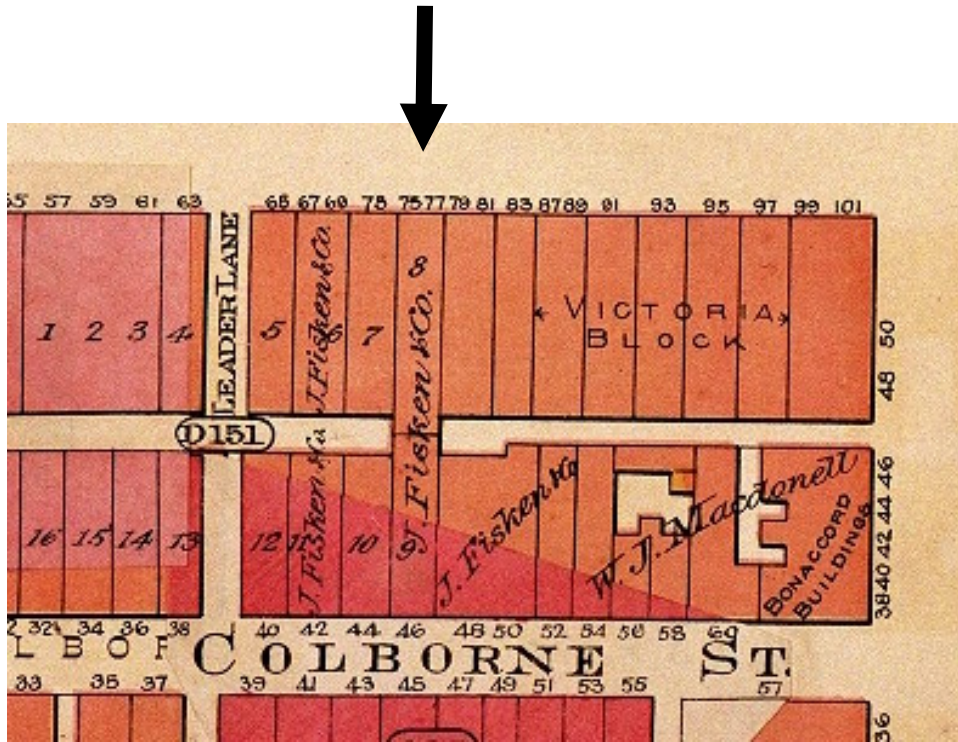 57 59 61 63 65 67 69 73 75 77 79 81 83 87 89 91 93 95 97 99 101
LEADER LANE
1 2 3 4 5 6 7 8
J. Fisken & Co.
J. Fisken & Co.
VICTORIA
BLOCK
50
48
D151
J. Fisken & Co
J. Fisken & Co
W. J. Macdonell
BONACCORD
BUILDINGS
46
44
42
40
38
16 15 14 13 12 11 10 9
32½ 34 36 38 40 42 44 46 48 50 52 54 56 58 60
L B O R
COLBORNE ST.
33 35 37 39 41 43 45 47 49 51 53 55 57
36